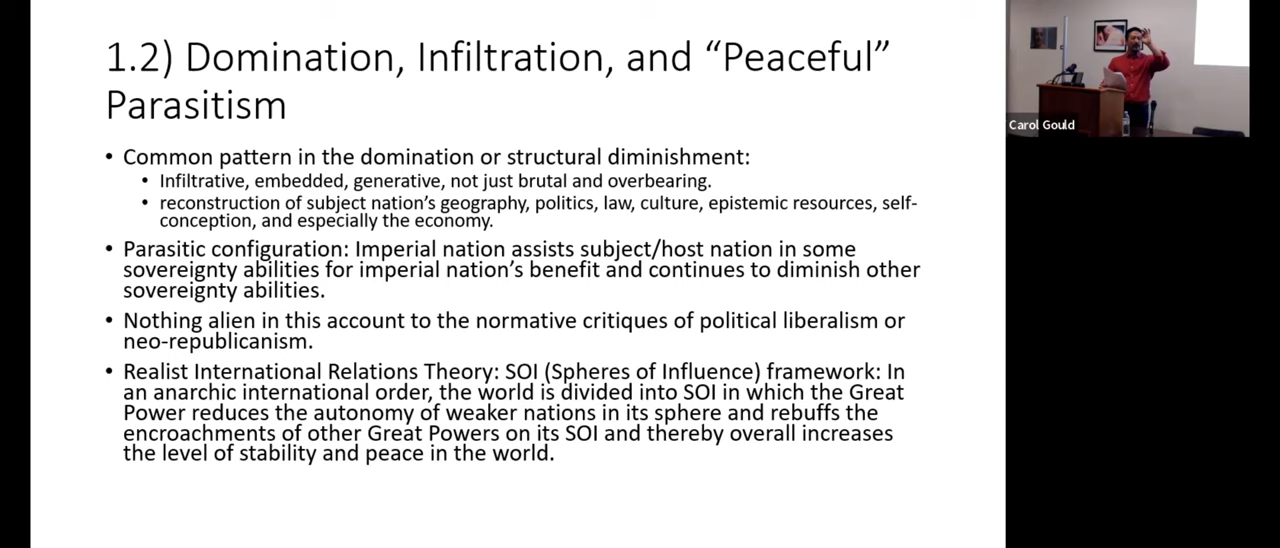 1.2) Domination, Infiltration, and “Peaceful”
Parasitism
• Common pattern in the domination or structural diminishment:
• Infiltrative, embedded, generative, not just brutal and overbearing.
• reconstruction of subject nation’s geography, politics, law, culture, epistemic resources, self-
conception, and especially the economy.
• Parasitic configuration: Imperial nation assists subject/host nation in some
sovereignty abilities for imperial nation’s benefit and continues to diminish other
sovereignty abilities.
• Nothing alien in this account to the normative critiques of political liberalism or
neo-republicanism.
• Realist International Relations Theory: SOI (Spheres of Influence) framework: In
an anarchic international order, the world is divided into SOI in which the Great
Power reduces the autonomy of weaker nations in its sphere and rebuffs the
encroachments of other Great Powers on its SOI and thereby overall increases
the level of stability and peace in the world.
Carol Gould